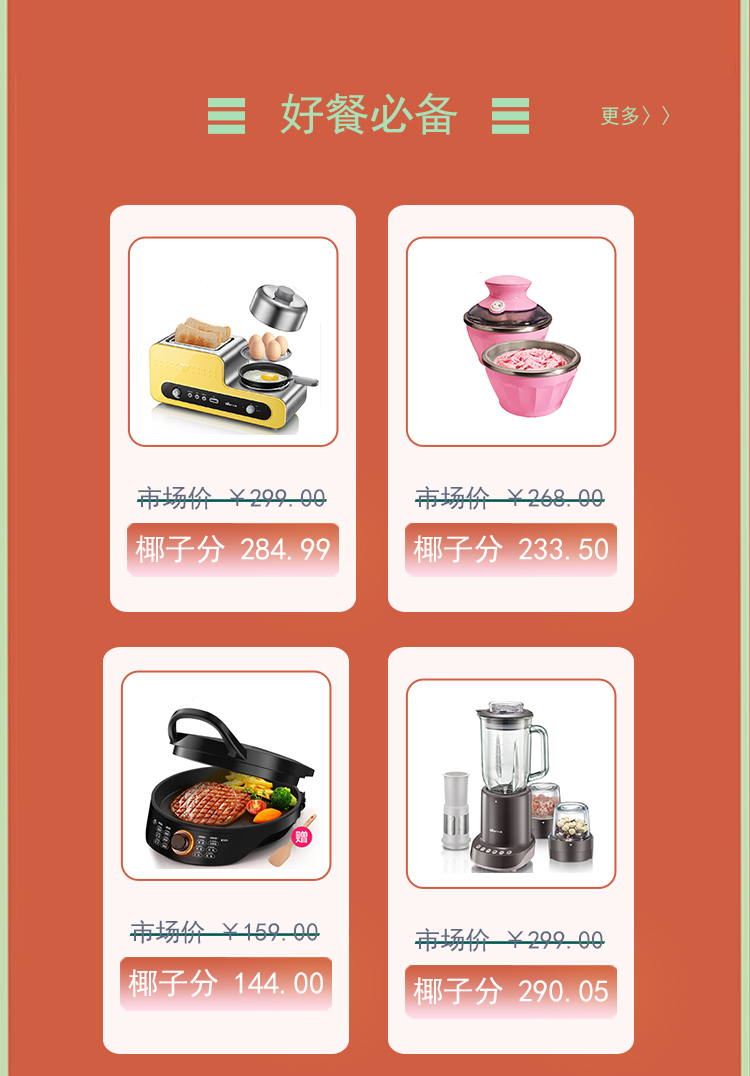 好餐必备
更多〉〉
市场价 ￥299.00
市场价 ￥268.00
椰子分 284.99
椰子分 233.50
赠
市场价 ￥159.00
市场价 ￥299.00
椰子分 144.00
椰子分 290.05